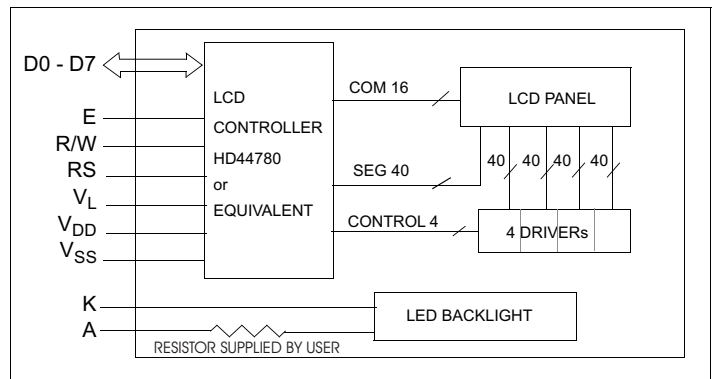 D0 - D7
E
R/W
RS
VL
VDD
VSS
K
A
LCD
CONTROLLER
HD44780
or
EQUIVALENT
COM 16
SEG 40
CONTROL 4
LCD PANEL
40 40 40 40
4 DRIVERs
LED BACKLIGHT
RESISTOR SUPPLIED BY USER